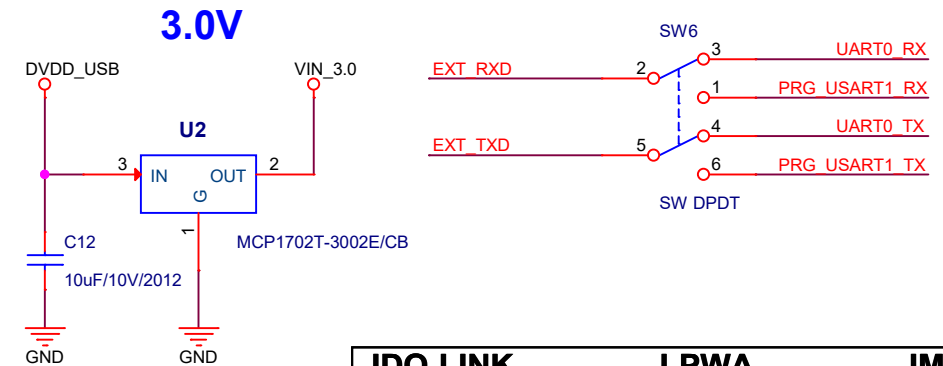 3.0V
DVDD_USB
VIN_3.0
U2
3
IN
OUT
2
G
1
MCP1702T-3002E/CB
C12
10uF/10V/2012
GND
GND
SW6
EXT_RXD
2
3
UART0_RX
1
PRG_USART1_RX
EXT_TXD
5
4
UART0_TX
6
PRG_USART1_TX
SW DPDT
LPWA